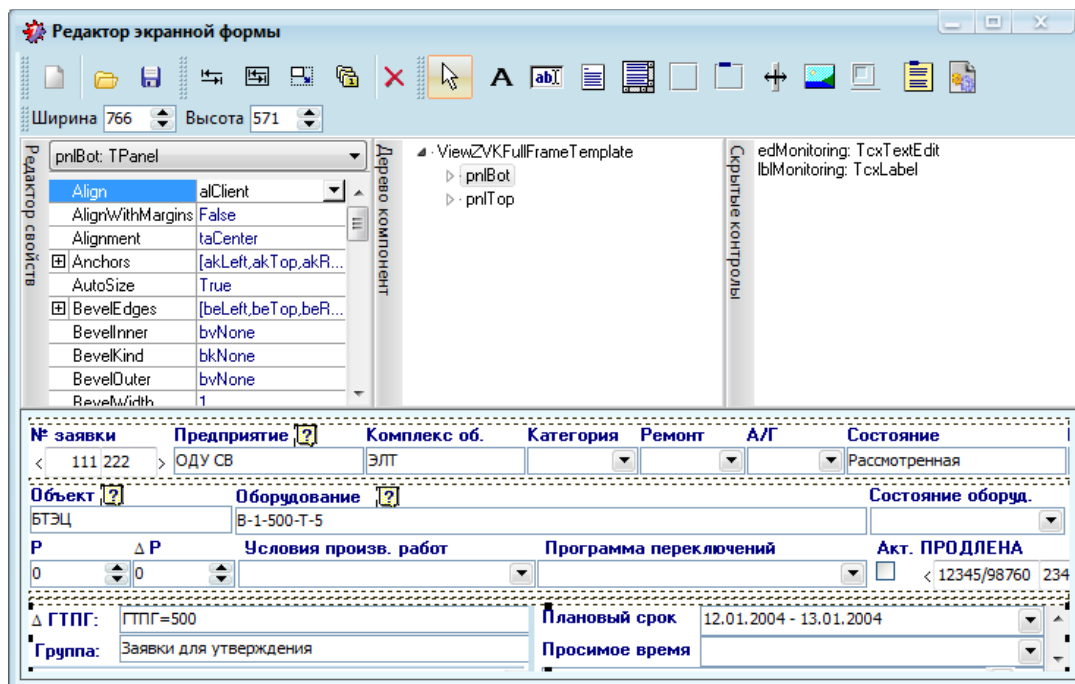 Редактор экранной формы
A ab
Ширина 766 Высота 571
Редактор свойств
pnlBot: TPanel
Align alClient
AlignWithMargins False
Alignment taCenter
Anchors [akLeft,akTop,akR...
AutoSize True
BevelEdges [beLeft,beTop,beR...
BevelInner bvNone
BevelKind bkNone
BevelOuter bvNone
BevelWidth 1
Дерево компонент
ViewZVKFullFrameTemplate
pnlBot
pnlTop
Скрытые контролы
edMonitoring: TcxTextEdit
lblMonitoring: TcxLabel
№ заявки Предприятие ? Комплекс об. Категория Ремонт А/Г Состояние
< 111 222 > ОДУ СВ ЭЛТ Рассмотренная
Объект ? Оборудование ? Состояние оборуд.
БТЭЦ В-1-500-Т-5
Р Δ Р Условия произв. работ Программа переключений Акт. ПРОДЛЕНА
0 0 < 12345/98760 234
Δ ГТПГ: ГТПГ=500 Плановый срок 12.01.2004 - 13.01.2004
Группа: Заявки для утверждения Просимое время